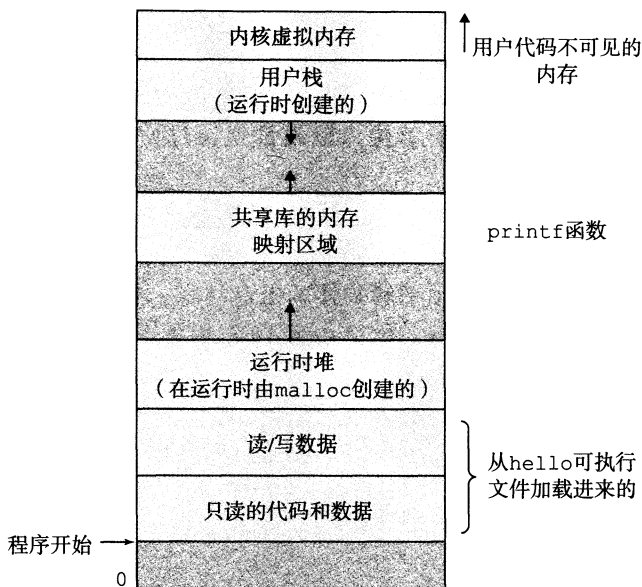 内核虚拟内存
用户代码不可见的
内存
用户栈
（运行时创建的）
共享库的内存
映射区域
printf函数
运行时堆
（在运行时由malloc创建的）
读/写数据
从hello可执行
文件加载进来的
只读的代码和数据
程序开始
0